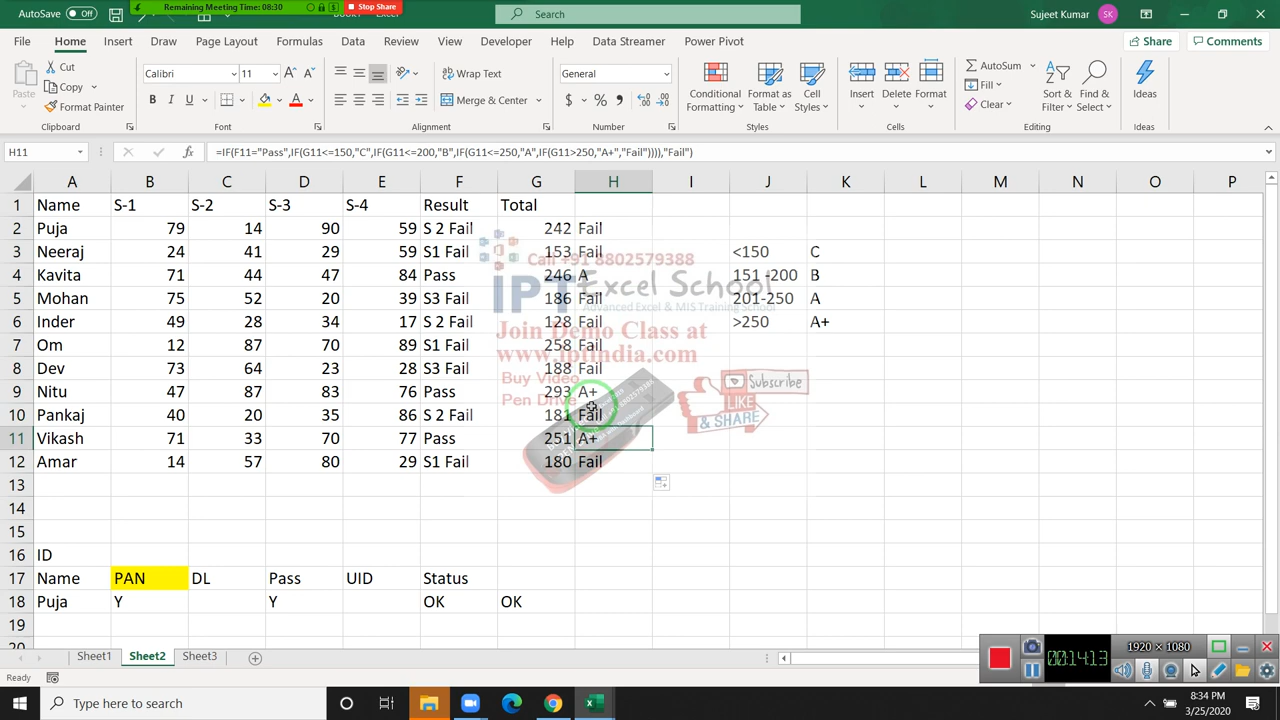 Remaining Meeting Time: 08:30
Stop Share
AutoSave Off
Search
Sujeet Kumar SK
File Home Insert Draw Page Layout Formulas Data Review View Developer Help Data Streamer Power Pivot
Share Comments
Paste Cut Copy Format Painter
Calibri 11
B I U
Wrap Text
Merge & Center
General
$ %
Conditional Formatting Format as Table Cell Styles
Insert Delete Format
AutoSum Fill Clear
Sort & Filter Find & Select
Ideas
Clipboard Font Alignment Number Styles Cells Editing Ideas
H11 fx =IF(F11="Pass",IF(G11<=150,"C",IF(G11<=200,"B",IF(G11<=250,"A",IF(G11>250,"A+","Fail")))),"Fail")
A B C D E F G H I J K L M N O P
1 Name S-1 S-2 S-3 S-4 Result Total
2 Puja 79 14 90 59 S 2 Fail 242 Fail
3 Neeraj 24 41 29 59 S1 Fail 153 Fail <150 C
4 Kavita 71 44 47 84 Pass 246 A 151 -200 B
5 Mohan 75 52 20 39 S3 Fail 186 Fail 201-250 A
6 Inder 49 28 34 17 S 2 Fail 128 Fail >250 A+
7 Om 12 87 70 89 S1 Fail 258 Fail
8 Dev 73 64 23 28 S3 Fail 188 Fail
9 Nitu 47 87 83 76 Pass 293 A+
10 Pankaj 40 20 35 86 S 2 Fail 181 Fail
11 Vikash 71 33 70 77 Pass 251 A+
12 Amar 14 57 80 29 S1 Fail 180 Fail
13
14
15
16 ID
17 Name PAN DL Pass UID Status
18 Puja Y Y OK OK
19
20
Call +91 8802579388
IPT Excel School
Advanced Excel & MIS Training School
Join Demo Class at
www.iptindia.com
Buy Video
Pen Drive
Subscribe
LIKE
& SHARE
Sheet1 Sheet2 Sheet3
Ready
1920 × 1080
00:14:13
Type here to search
8:34 PM
3/25/2020